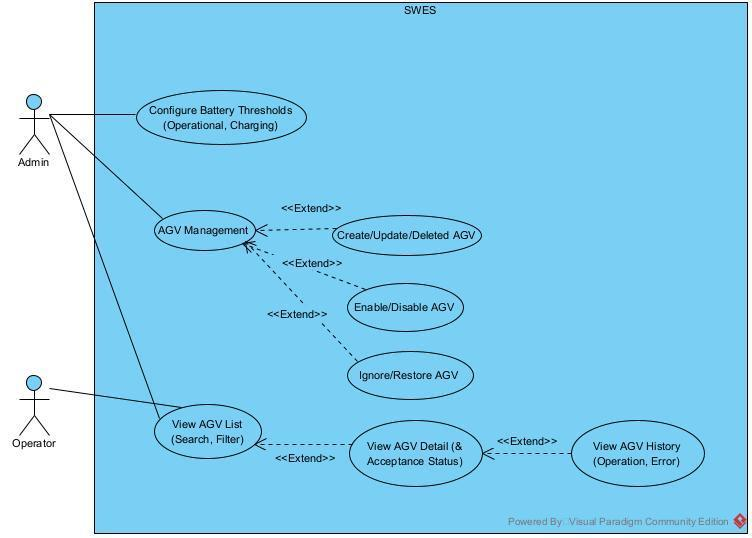 SWES
Configure Battery Thresholds
(Operational, Charging)
Admin
<<Extend>>
AGV Management
Create/Update/Deleted AGV
<<Extend>>
Enable/Disable AGV
<<Extend>>
Ignore/Restore AGV
View AGV List
(Search, Filter)
Operator
<<Extend>>
View AGV Detail (&
Acceptance Status)
<<Extend>>
View AGV History
(Operation, Error)
Powered By: Visual Paradigm Community Edition